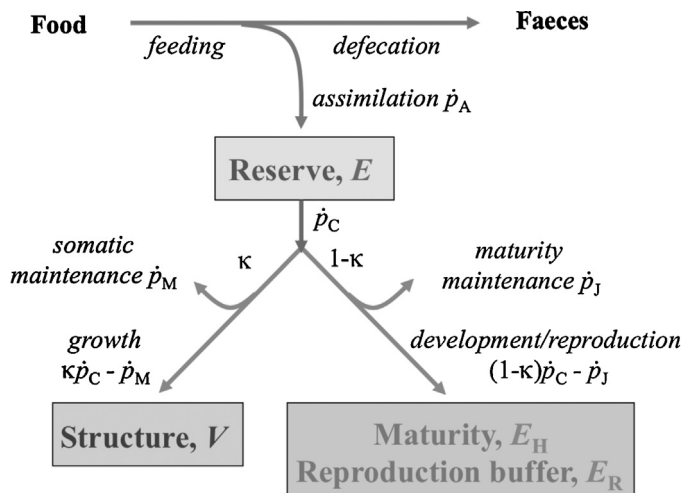 Food
Faeces
feeding
defecation
assimilation ṗA
Reserve, E
ṗC
κ
1-κ
somatic
maintenance ṗM
maturity
maintenance ṗJ
growth
κṗC - ṗM
development/reproduction
(1-κ)ṗC - ṗJ
Structure, V
Maturity, EH
Reproduction buffer, ER